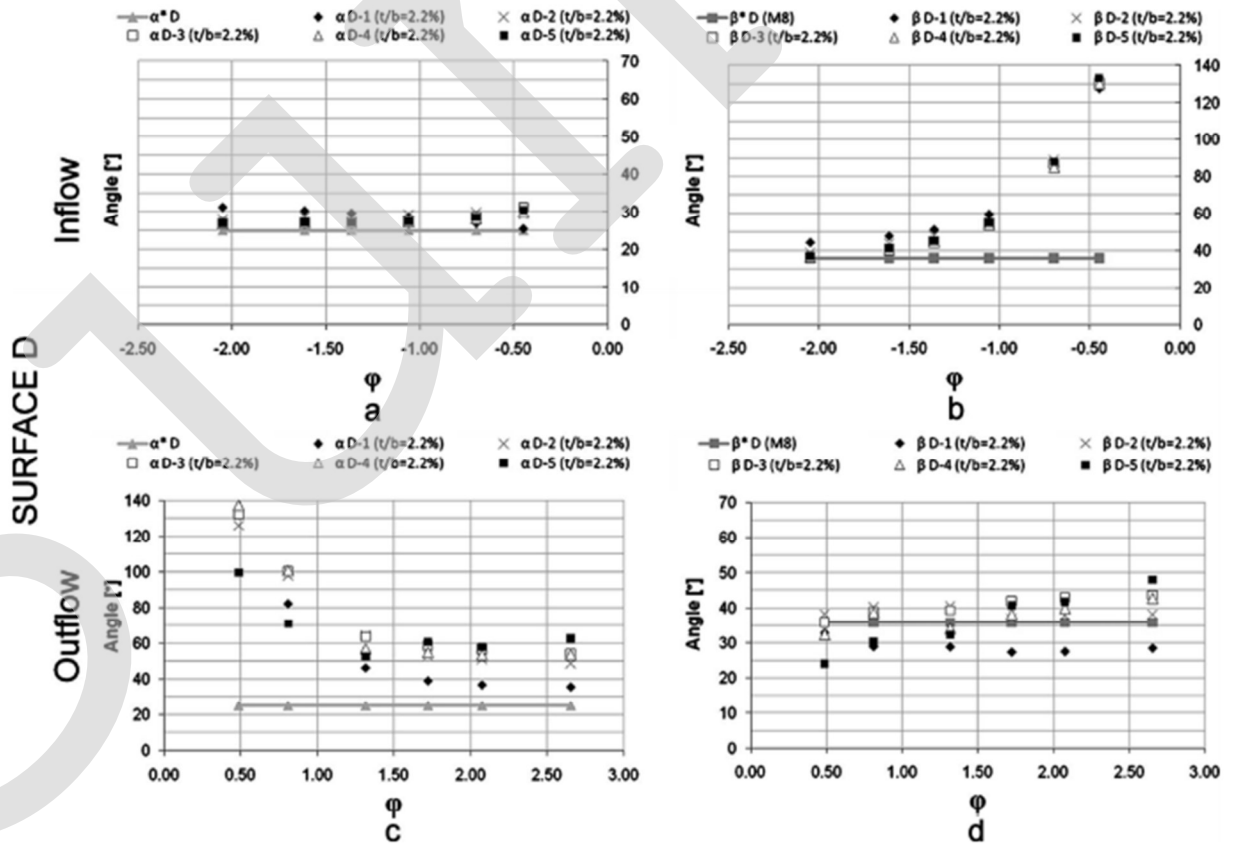 SURFACE D
Inflow
α* D α D-1 (t/b=2.2%) α D-2 (t/b=2.2%)
α D-3 (t/b=2.2%) α D-4 (t/b=2.2%) α D-5 (t/b=2.2%)
Angle [°]
70
60
50
40
30
20
10
0
-2.50 -2.00 -1.50 -1.00 -0.50 0.00
φ
a
β* D (M8) β D-1 (t/b=2.2%) β D-2 (t/b=2.2%)
β D-3 (t/b=2.2%) β D-4 (t/b=2.2%) β D-5 (t/b=2.2%)
Angle [°]
140
120
100
80
60
40
20
0
-2.50 -2.00 -1.50 -1.00 -0.50 0.00
φ
b
Outflow
α* D α D-1 (t/b=2.2%) α D-2 (t/b=2.2%)
α D-3 (t/b=2.2%) α D-4 (t/b=2.2%) α D-5 (t/b=2.2%)
Angle [°]
140
120
100
80
60
40
20
0
0.00 0.50 1.00 1.50 2.00 2.50 3.00
φ
c
β* D (M8) β D-1 (t/b=2.2%) β D-2 (t/b=2.2%)
β D-3 (t/b=2.2%) β D-4 (t/b=2.2%) β D-5 (t/b=2.2%)
Angle [°]
70
60
50
40
30
20
10
0
0.00 0.50 1.00 1.50 2.00 2.50 3.00
φ
d